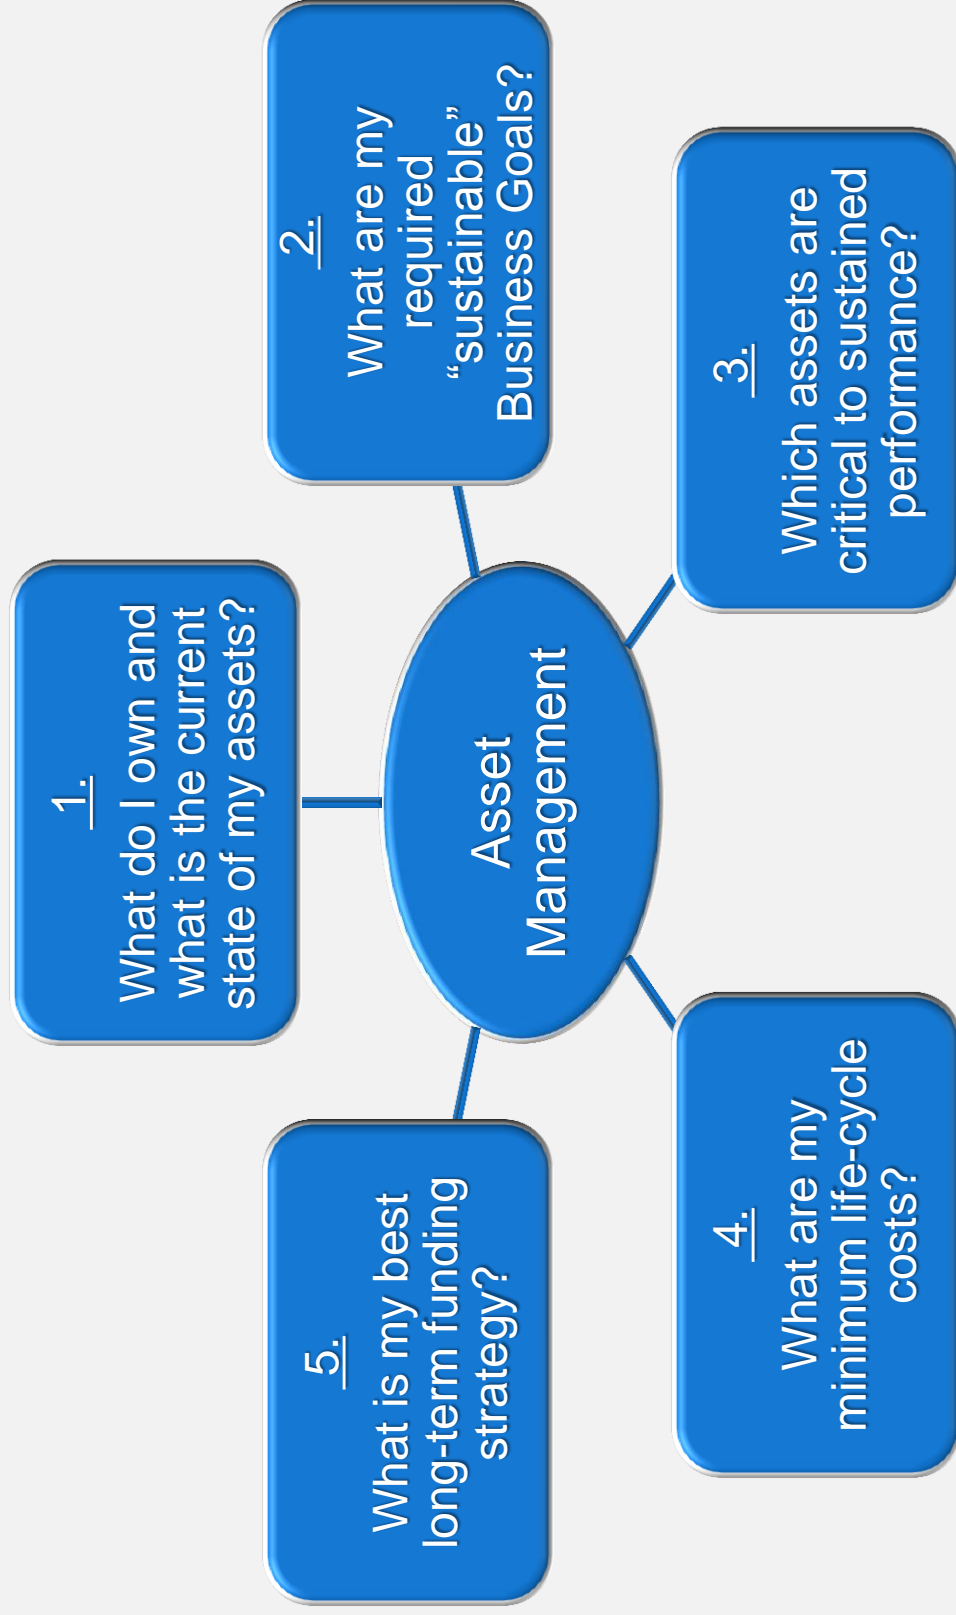 1.
What do I own and
what is the current
state of my assets?
2.
What are my
required
“sustainable”
Business Goals?
3.
Which assets are
critical to sustained
performance?
4.
What are my
minimum life-cycle
costs?
5.
What is my best
long-term funding
strategy?
Asset
Management